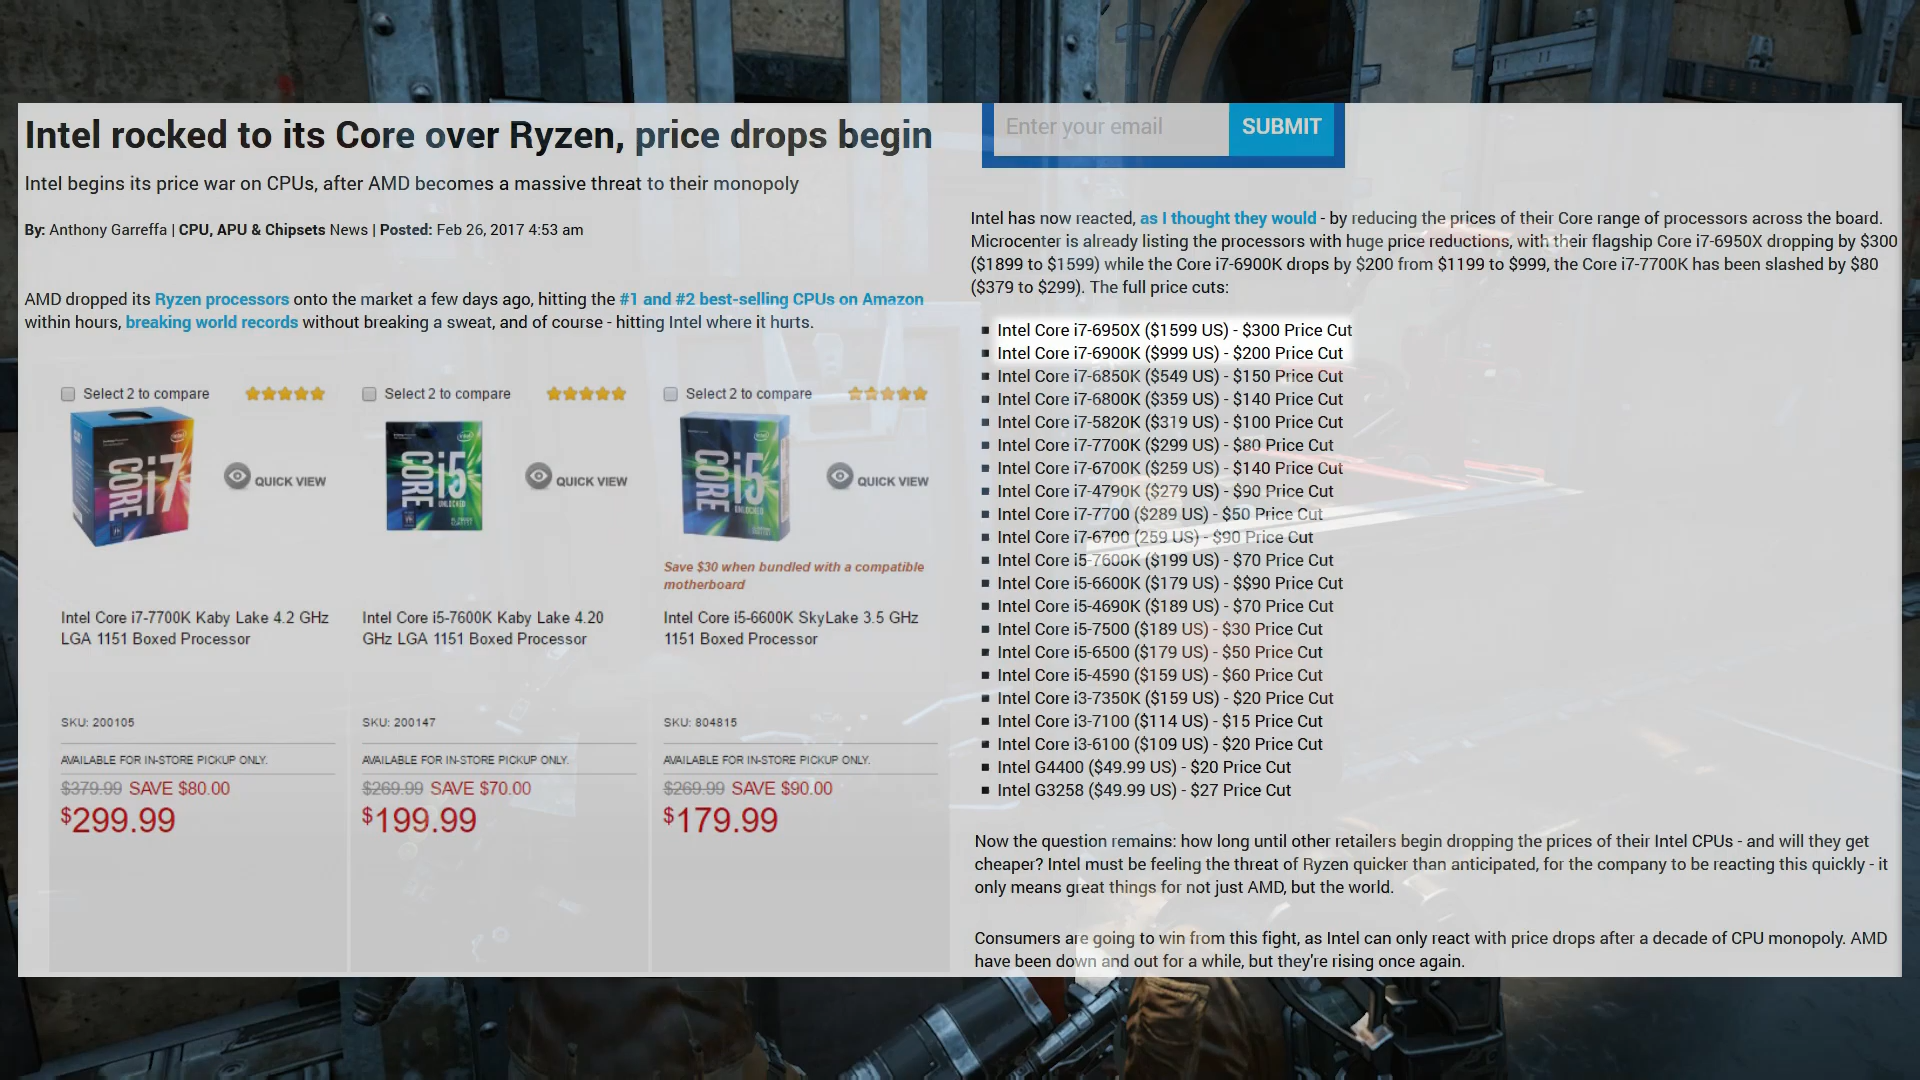 Intel rocked to its Core over Ryzen, price drops begin
Intel begins its price war on CPUs, after AMD becomes a massive threat to their monopoly
By: Anthony Garreffa | CPU, APU & Chipsets News | Posted: Feb 26, 2017 4:53 am
AMD dropped its Ryzen processors onto the market a few days ago, hitting the #1 and #2 best-selling CPUs on Amazon
within hours, breaking world records without breaking a sweat, and of course - hitting Intel where it hurts.
Select 2 to compare
CORE i7
QUICK VIEW
Intel Core i7-7700K Kaby Lake 4.2 GHz
LGA 1151 Boxed Processor
SKU: 200105
AVAILABLE FOR IN-STORE PICKUP ONLY.
$379.99 SAVE $80.00
$299.99
Select 2 to compare
CORE i5
UNLOCKED
QUICK VIEW
Intel Core i5-7600K Kaby Lake 4.20
GHz LGA 1151 Boxed Processor
SKU: 200147
AVAILABLE FOR IN-STORE PICKUP ONLY.
$269.99 SAVE $70.00
$199.99
Select 2 to compare
CORE i5
UNLOCKED
QUICK VIEW
Save $30 when bundled with a compatible
motherboard
Intel Core i5-6600K SkyLake 3.5 GHz
1151 Boxed Processor
SKU: 804815
AVAILABLE FOR IN-STORE PICKUP ONLY.
$269.99 SAVE $90.00
$179.99
Enter your email SUBMIT
Intel has now reacted, as I thought they would - by reducing the prices of their Core range of processors across the board.
Microcenter is already listing the processors with huge price reductions, with their flagship Core i7-6950X dropping by $300
($1899 to $1599) while the Core i7-6900K drops by $200 from $1199 to $999, the Core i7-7700K has been slashed by $80
($379 to $299). The full price cuts:
Intel Core i7-6950X ($1599 US) - $300 Price Cut
Intel Core i7-6900K ($999 US) - $200 Price Cut
Intel Core i7-6850K ($549 US) - $150 Price Cut
Intel Core i7-6800K ($359 US) - $140 Price Cut
Intel Core i7-5820K ($319 US) - $100 Price Cut
Intel Core i7-7700K ($299 US) - $80 Price Cut
Intel Core i7-6700K ($259 US) - $140 Price Cut
Intel Core i7-4790K ($279 US) - $90 Price Cut
Intel Core i7-7700 ($289 US) - $50 Price Cut
Intel Core i7-6700 (259 US) - $90 Price Cut
Intel Core i5-7600K ($199 US) - $70 Price Cut
Intel Core i5-6600K ($179 US) - $$90 Price Cut
Intel Core i5-4690K ($189 US) - $70 Price Cut
Intel Core i5-7500 ($189 US) - $30 Price Cut
Intel Core i5-6500 ($179 US) - $50 Price Cut
Intel Core i5-4590 ($159 US) - $60 Price Cut
Intel Core i3-7350K ($159 US) - $20 Price Cut
Intel Core i3-7100 ($114 US) - $15 Price Cut
Intel Core i3-6100 ($109 US) - $20 Price Cut
Intel G4400 ($49.99 US) - $20 Price Cut
Intel G3258 ($49.99 US) - $27 Price Cut
Now the question remains: how long until other retailers begin dropping the prices of their Intel CPUs - and will they get
cheaper? Intel must be feeling the threat of Ryzen quicker than anticipated, for the company to be reacting this quickly - it
only means great things for not just AMD, but the world.
Consumers are going to win from this fight, as Intel can only react with price drops after a decade of CPU monopoly. AMD
have been down and out for a while, but they're rising once again.